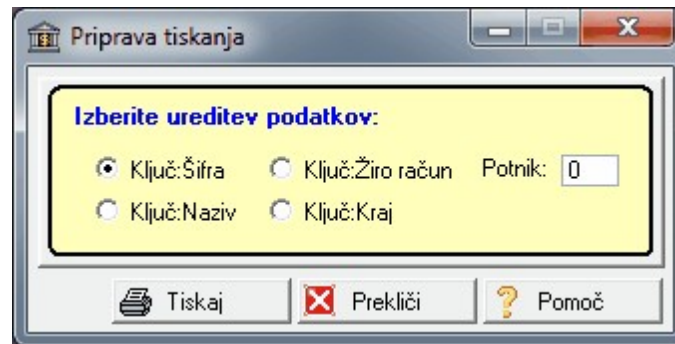 Priprava tiskanja
Izberite ureditev podatkov:
Ključ:Šifra Ključ:Žiro račun Potnik: 0
Ključ:Naziv Ključ:Kraj
Tiskaj Prekliči Pomoč